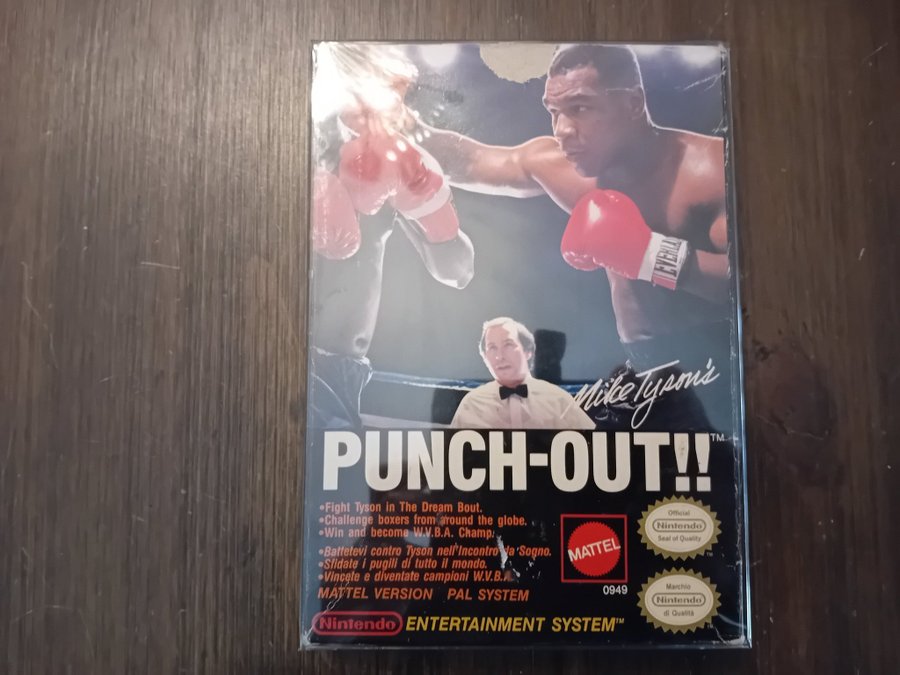 EVERLAST
Mike Tyson's
PUNCH-OUT!!™
•Fight Tyson in The Dream Bout.
•Challenge boxers from around the globe.
•Win and become W.V.B.A. Champ.
•Battetevi contro Tyson nell'Incontro da Sogno.
•Sfidate i pugili di tutto il mondo.
•Vincete e diventate campioni W.V.B.A.
MATTEL VERSION PAL SYSTEM
MATTEL
0949
Official
Nintendo
Seal of Quality
Marchio
Nintendo
di Qualità
Nintendo ENTERTAINMENT SYSTEM™